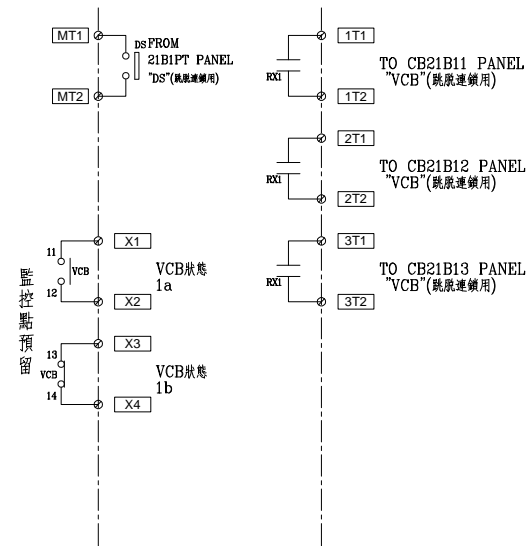 MT1
DS FROM
21B1PT PANEL
"DS"(跳脫連鎖用)
MT2
1T1
RX1
TO CB21B11 PANEL
"VCB"(跳脫連鎖用)
1T2
2T1
RX1
TO CB21B12 PANEL
"VCB"(跳脫連鎖用)
2T2
3T1
RX1
TO CB21B13 PANEL
"VCB"(跳脫連鎖用)
3T2
監控點預留
X1
11
VCB
12
VCB狀態
1a
X2
X3
13
VCB
14
VCB狀態
1b
X4